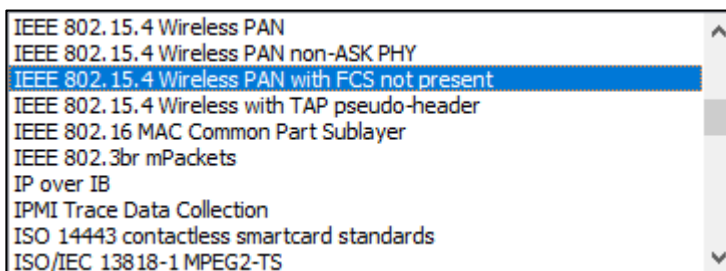 IEEE 802.15.4 Wireless PAN
IEEE 802.15.4 Wireless PAN non-ASK PHY
IEEE 802.15.4 Wireless PAN with FCS not present
IEEE 802.15.4 Wireless with TAP pseudo-header
IEEE 802.16 MAC Common Part Sublayer
IEEE 802.3br mPackets
IP over IB
IPMI Trace Data Collection
ISO 14443 contactless smartcard standards
ISO/IEC 13818-1 MPEG2-TS